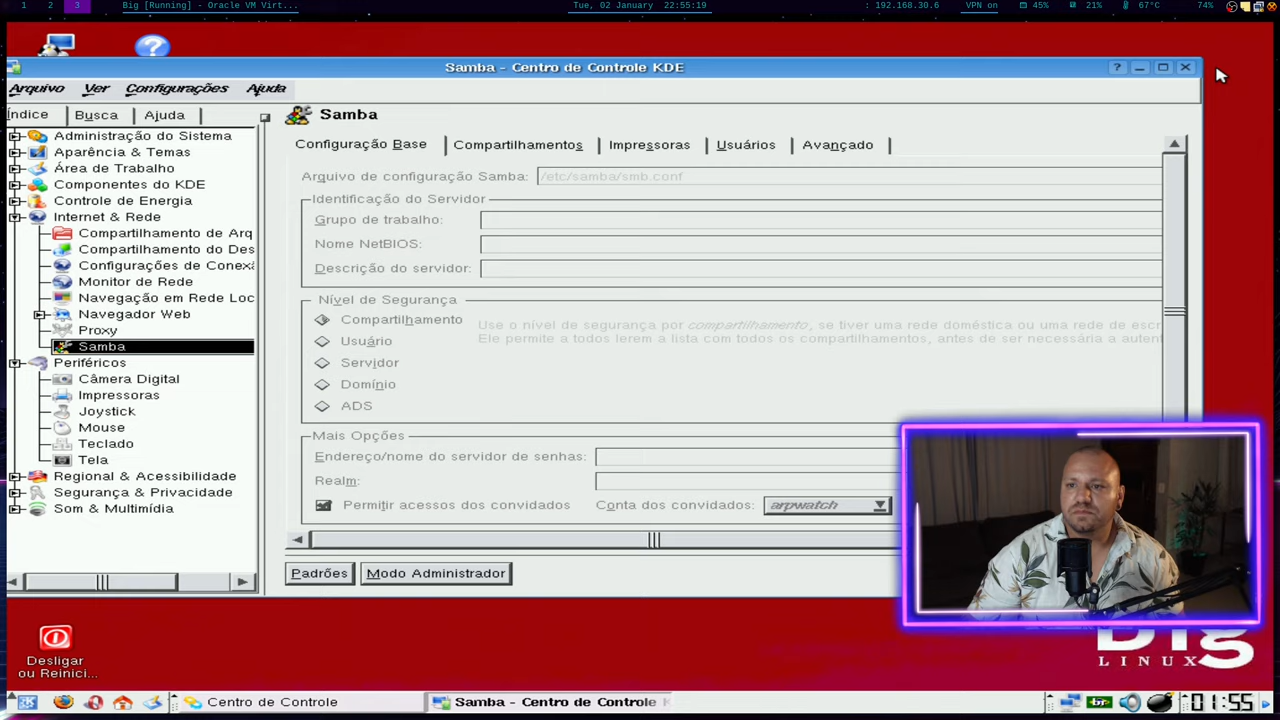 1 2 3 Big [Running] - Oracle VM Virt... Tue, 02 January 22:55:19 : 192.168.30.6 VPN on 45% 21% 67°C 74%
Samba - Centro de Controle KDE
Arquivo Ver Configurações Ajuda
Índice Busca Ajuda
Samba
Administração do Sistema
Aparência & Temas
Área de Trabalho
Componentes do KDE
Controle de Energia
Internet & Rede
Compartilhamento de Arq
Compartilhamento do Des
Configurações de Conexã
Monitor de Rede
Navegação em Rede Loc
Navegador Web
Proxy
Samba
Periféricos
Câmera Digital
Impressoras
Joystick
Mouse
Teclado
Tela
Regional & Acessibilidade
Segurança & Privacidade
Som & Multimídia
Configuração Base Compartilhamentos Impressoras Usuários Avançado
Arquivo de configuração Samba: /etc/samba/smb.conf
Identificação do Servidor
Grupo de trabalho:
Nome NetBIOS:
Descrição do servidor:
Nível de Segurança
Compartilhamento
Usuário
Servidor
Domínio
ADS
Use o nível de segurança por compartilhamento, se tiver uma rede doméstica ou uma rede de escr
Ele permite a todos lerem a lista com todos os compartilhamentos, antes de ser necessária a autent
Mais Opções
Endereço/nome do servidor de senhas:
Realm:
Permitir acessos dos convidados Conta dos convidados: arpwatch
Padrões Modo Administrador
Desligar
ou Reinici...
Big
LINUX
Centro de Controle Samba - Centro de Controle K br 01:55